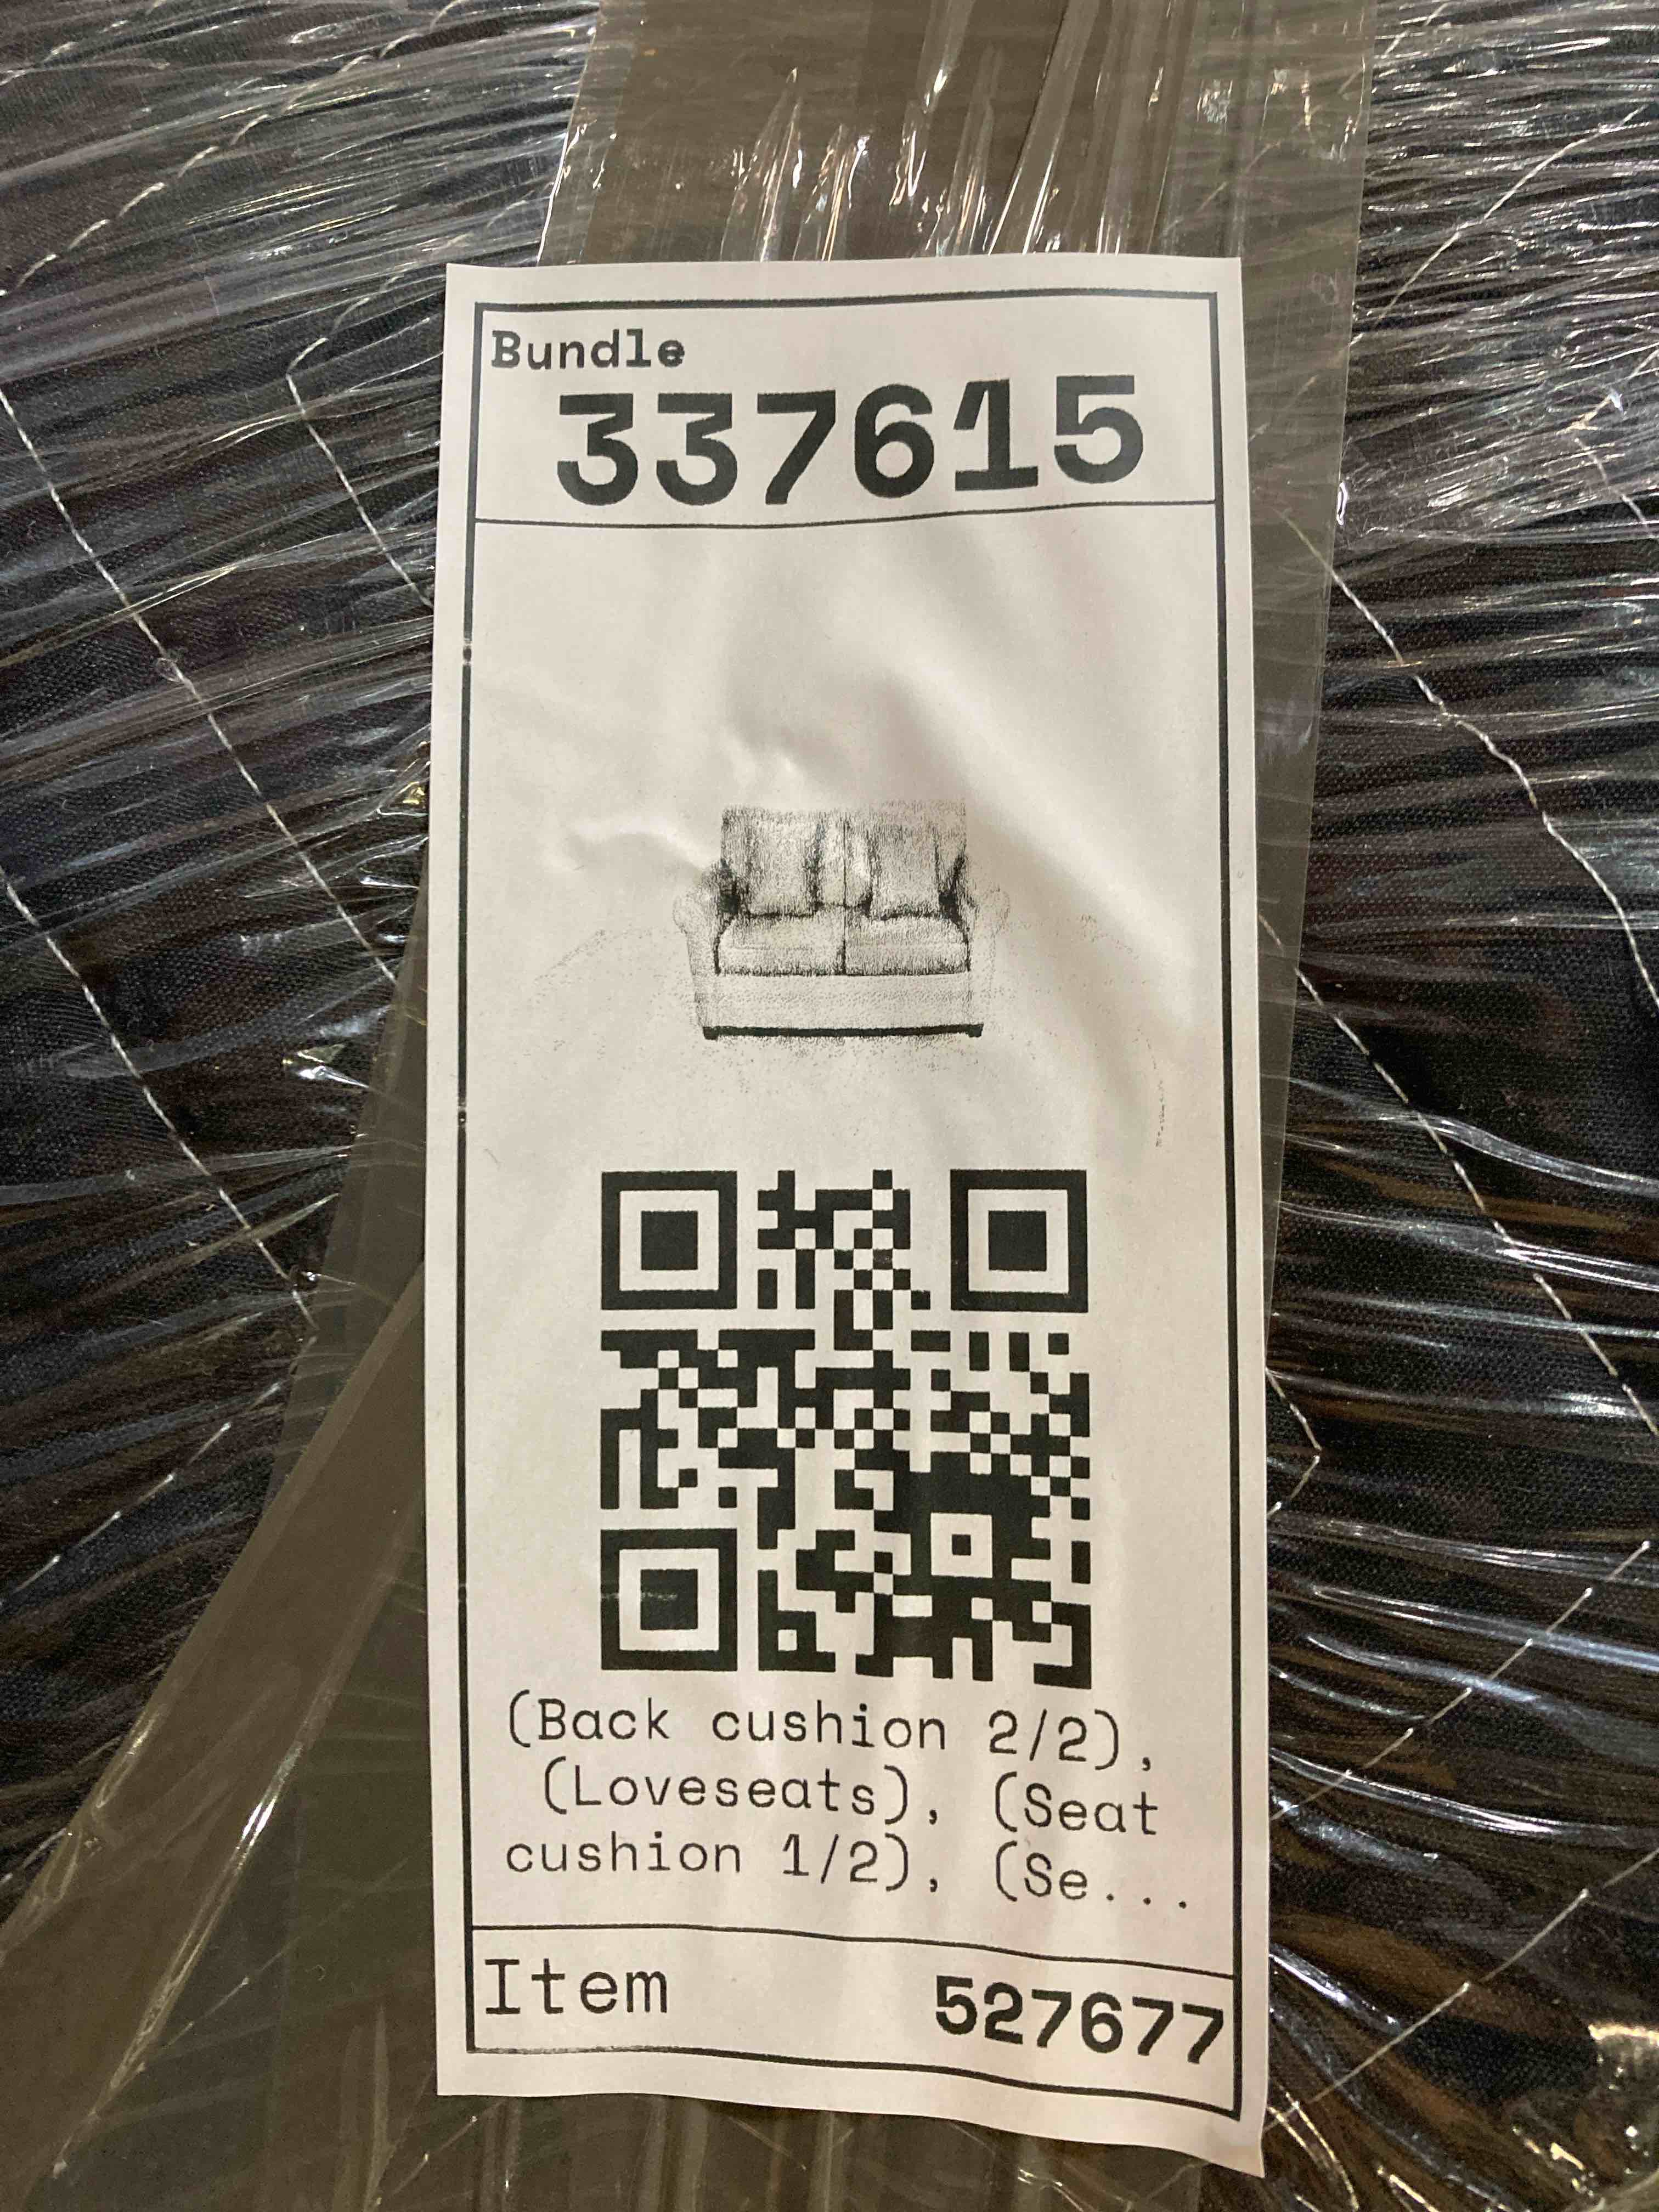 Bundle
337615
(Back cushion 2/2),
(Loveseats), (Seat
cushion 1/2), (Se...
Item 527677